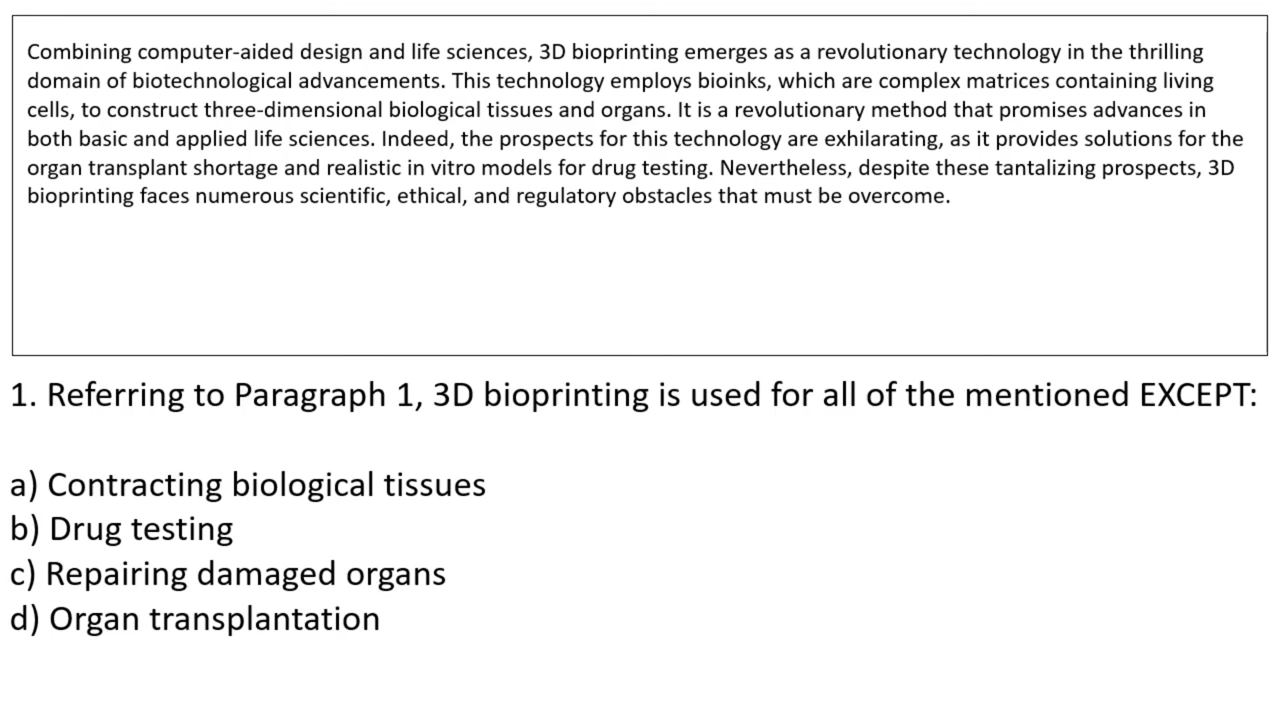 Combining computer-aided design and life sciences, 3D bioprinting emerges as a revolutionary technology in the thrilling
domain of biotechnological advancements. This technology employs bioinks, which are complex matrices containing living
cells, to construct three-dimensional biological tissues and organs. It is a revolutionary method that promises advances in
both basic and applied life sciences. Indeed, the prospects for this technology are exhilarating, as it provides solutions for the
organ transplant shortage and realistic in vitro models for drug testing. Nevertheless, despite these tantalizing prospects, 3D
bioprinting faces numerous scientific, ethical, and regulatory obstacles that must be overcome.
1. Referring to Paragraph 1, 3D bioprinting is used for all of the mentioned EXCEPT:
a) Contracting biological tissues
b) Drug testing
c) Repairing damaged organs
d) Organ transplantation